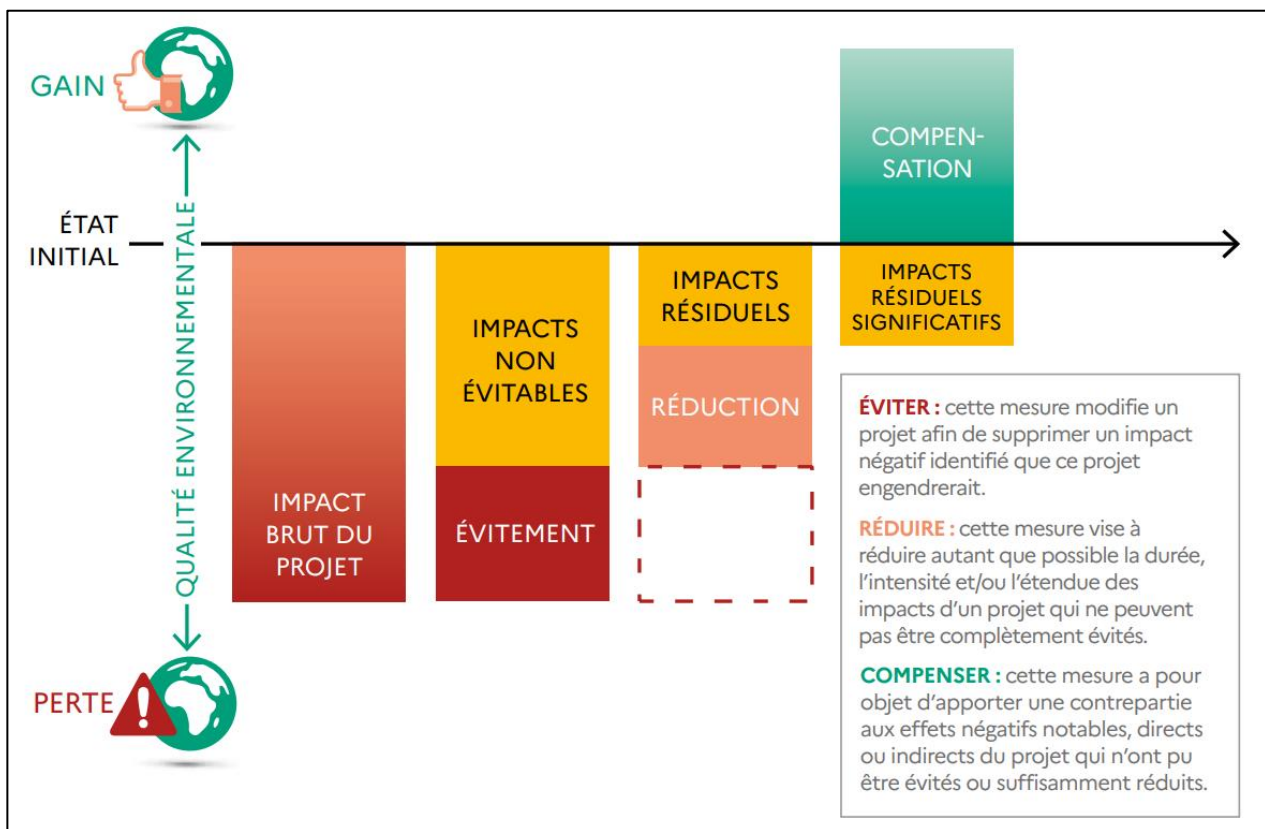 GAIN
ÉTAT
INITIAL
PERTE
QUALITÉ ENVIRONNEMENTALE
IMPACT
BRUT DU
PROJET
IMPACTS
NON
ÉVITABLES
ÉVITEMENT
IMPACTS
RÉSIDUELS
RÉDUCTION
COMPEN-
SATION
IMPACTS
RÉSIDUELS
SIGNIFICATIFS
ÉVITER : cette mesure modifie un
projet afin de supprimer un impact
négatif identifié que ce projet
engendrerait.
RÉDUIRE : cette mesure vise à
réduire autant que possible la durée,
l'intensité et/ou l'étendue des
impacts d'un projet qui ne peuvent
pas être complètement évités.
COMPENSER : cette mesure a pour
objet d'apporter une contrepartie
aux effets négatifs notables, directs
ou indirects du projet qui n'ont pu
être évités ou suffisamment réduits.